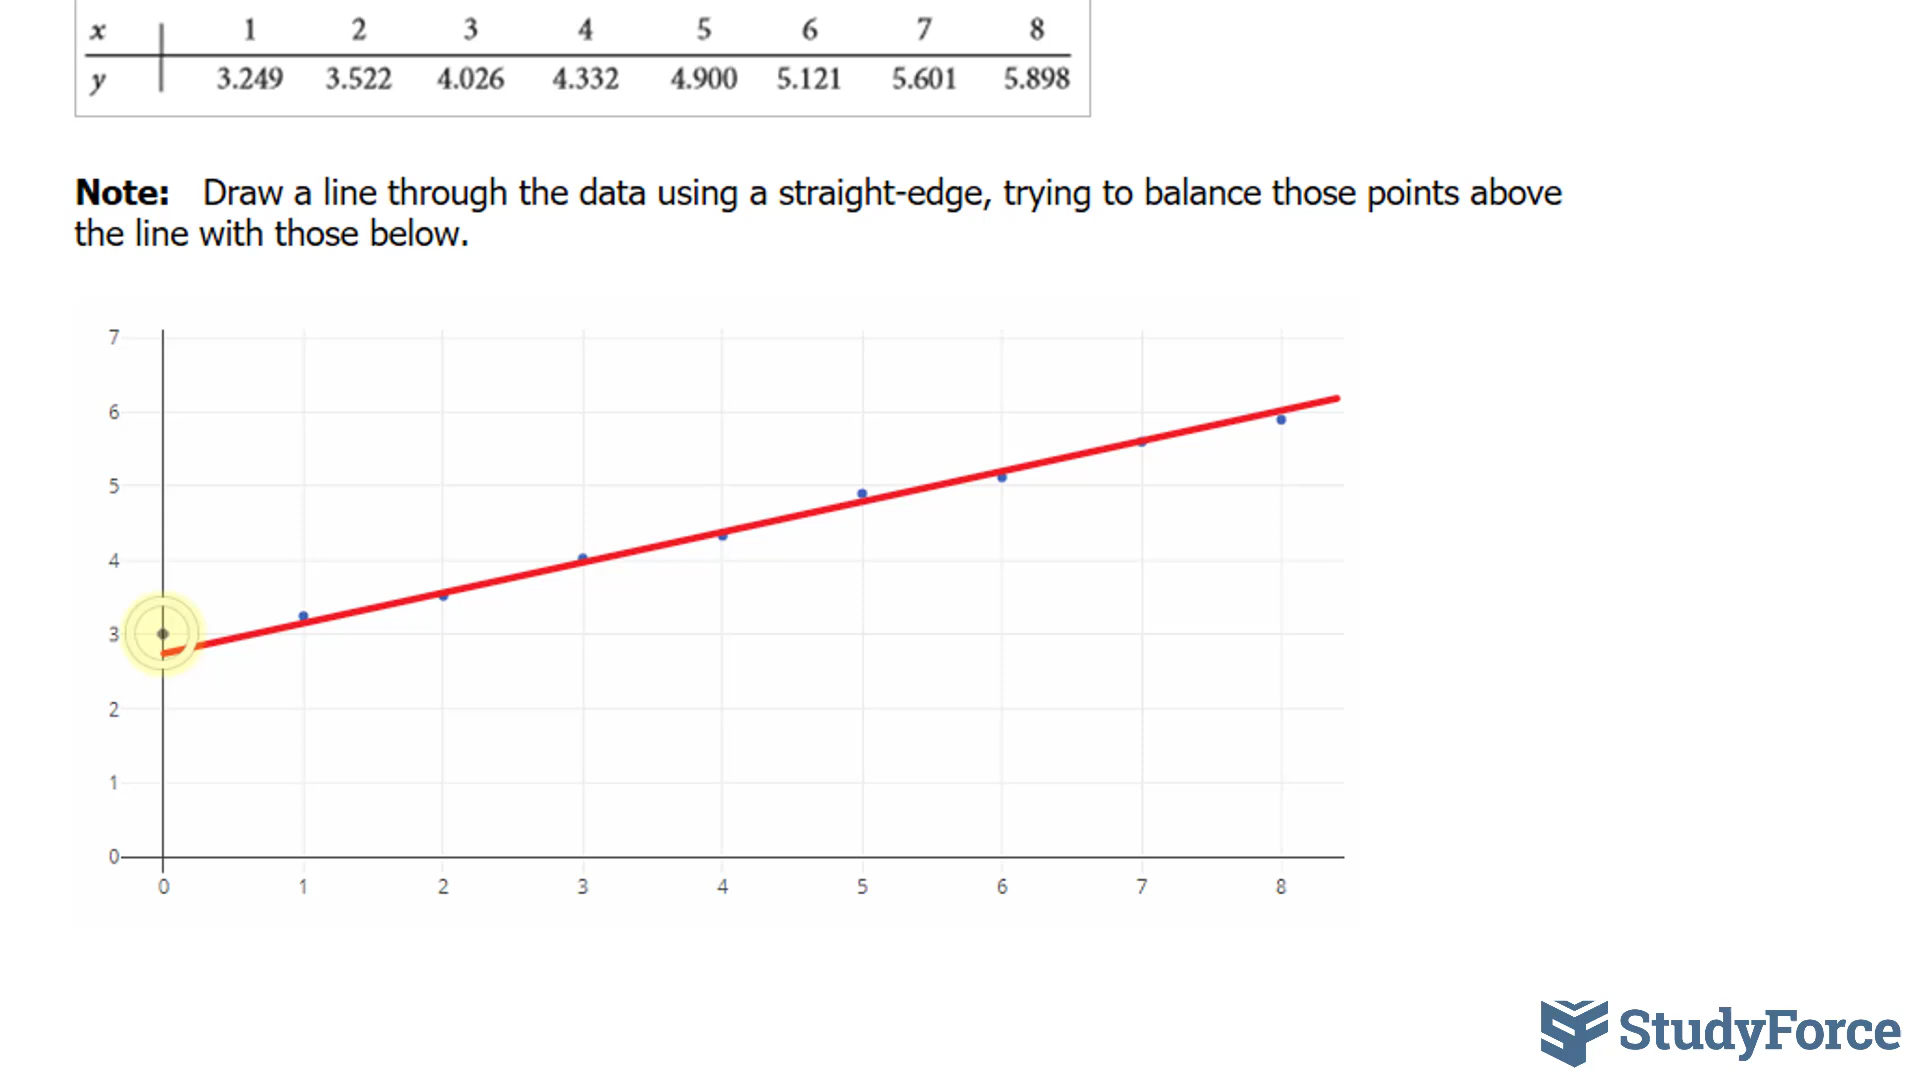 x 1 2 3 4 5 6 7 8
y 3.249 3.522 4.026 4.332 4.900 5.121 5.601 5.898
Note: Draw a line through the data using a straight-edge, trying to balance those points above
the line with those below.
7
6
5
4
3
2
1
0
0 1 2 3 4 5 6 7 8
StudyForce